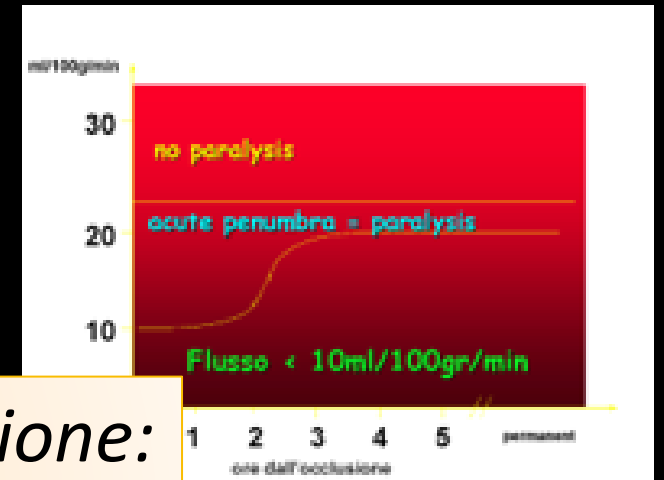 ml/100g/min
30
no paralysis
acute penumbra - paralysis
20
10
Flusso < 10ml/100gr/min
ione:
1 2 3 4 5 permanent
ore dall'occlusione